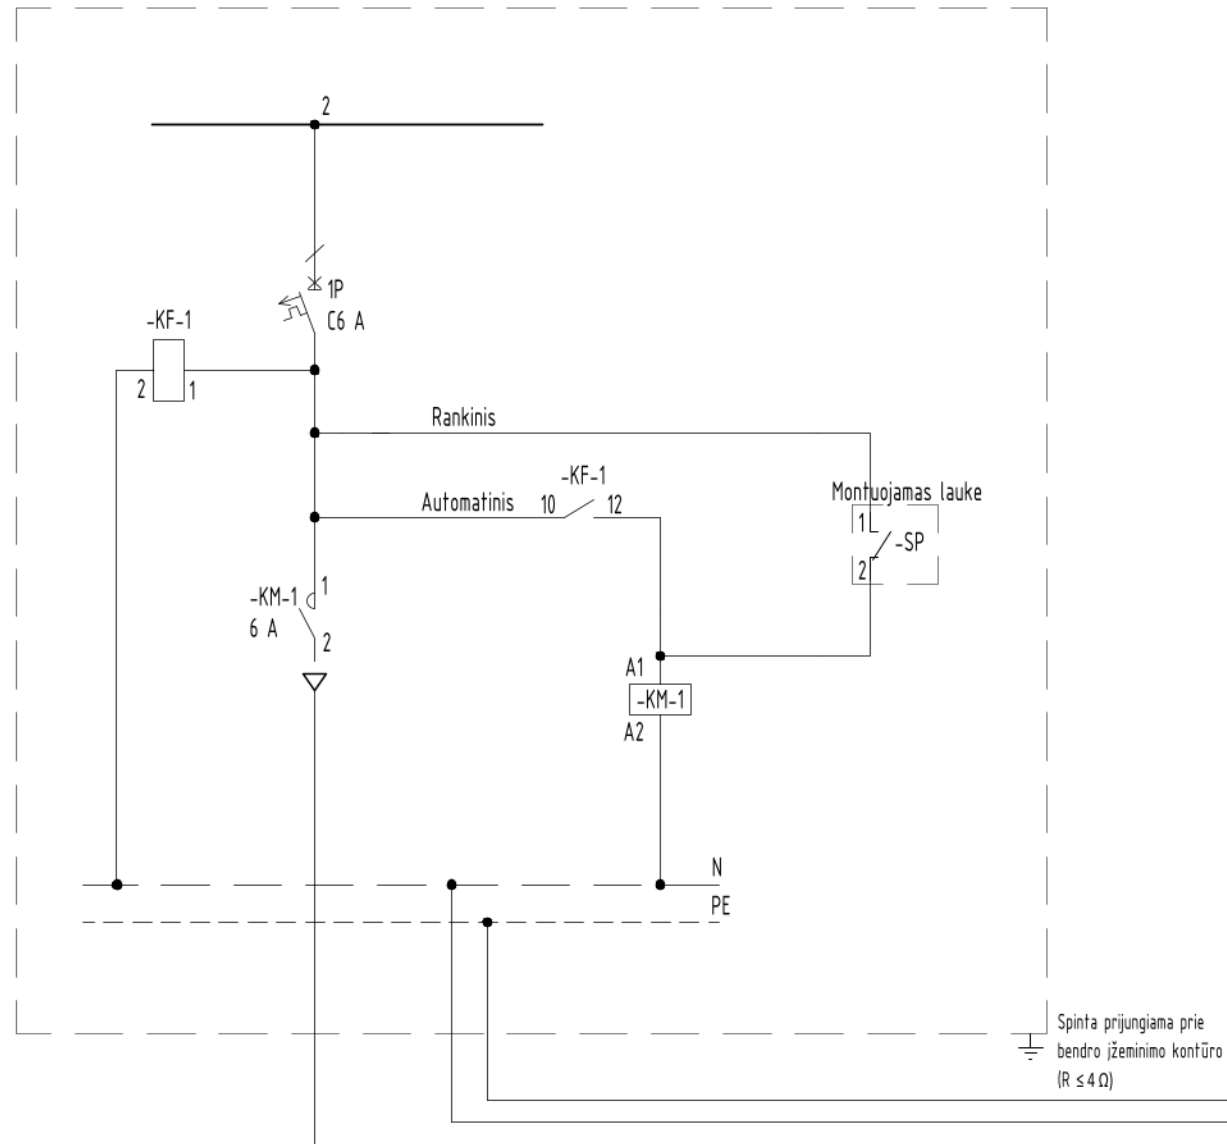 2
1P
C6 A
-KF-1
2
1
Rankinis
-KF-1
Automatinis
10
12
Montuojamas lauke
1
-SP
2
-KM-1
6 A
1
2
A1
-KM-1
A2
N
PE
Spinta prijungiama prie
bendro įžeminimo kontūro
(R ≤ 4 Ω)